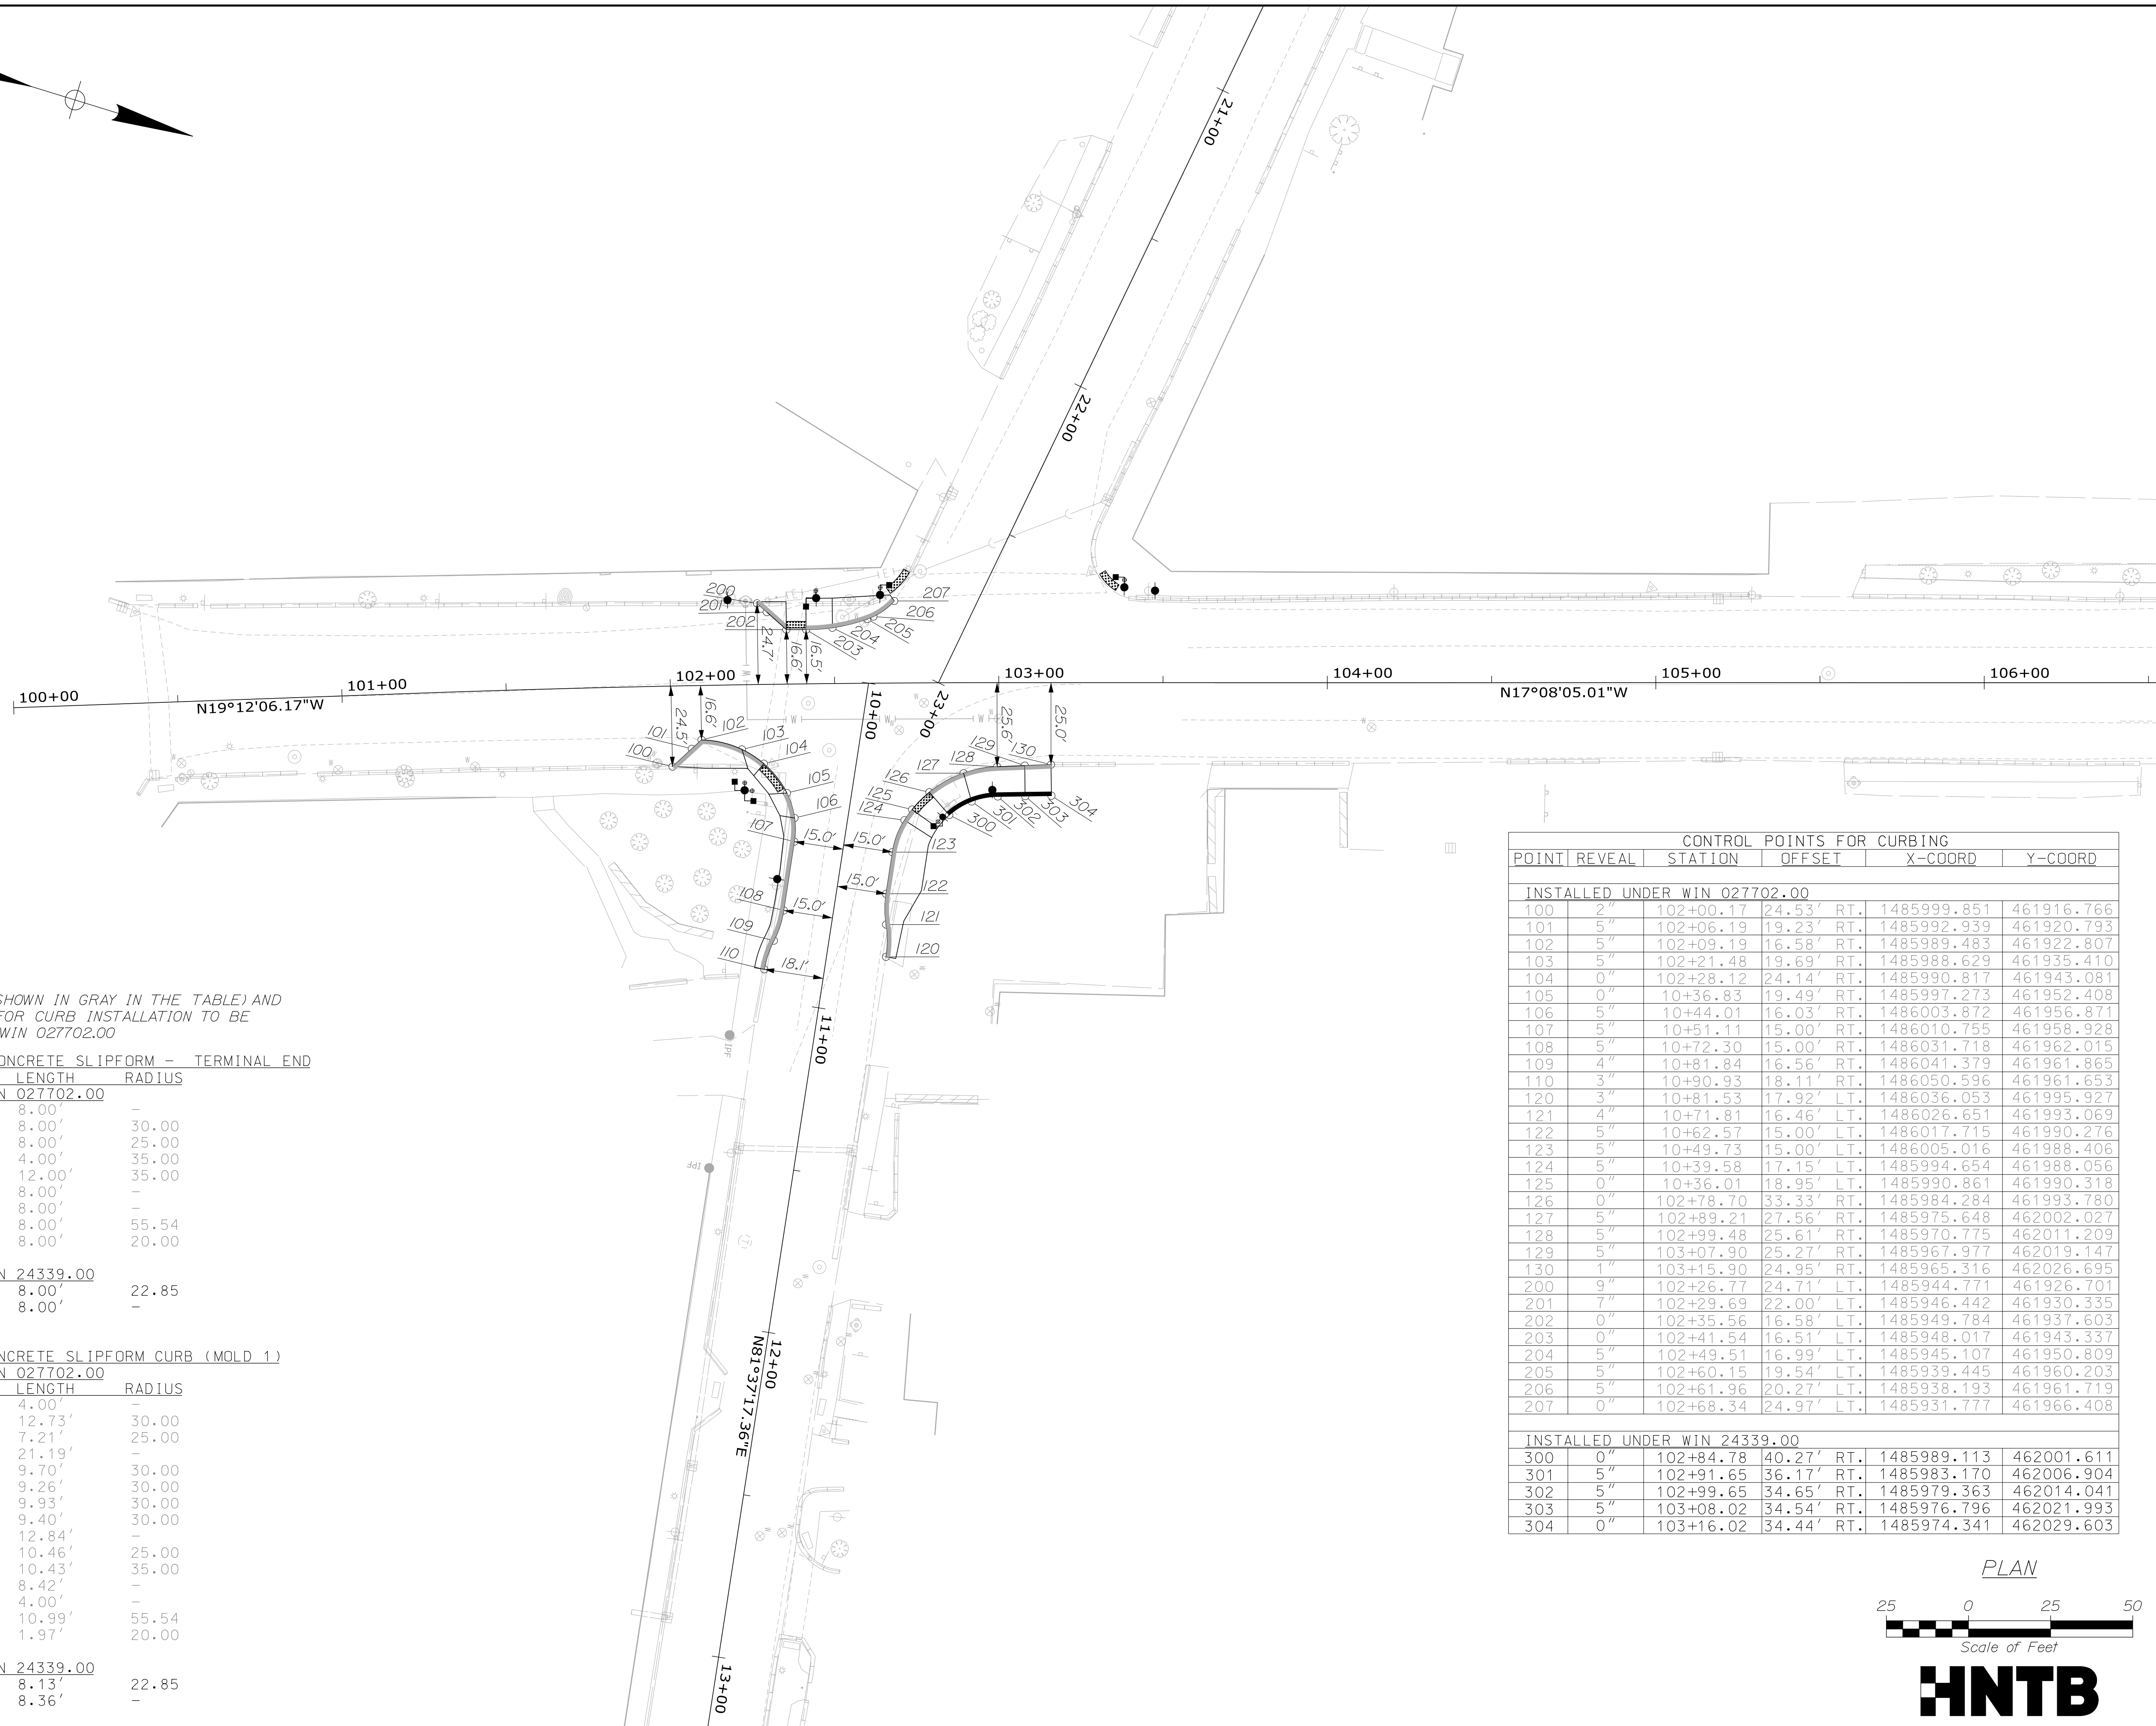 21+00
22+00
200
201
202
207
206
205
204
203
24.7'
16.6'
16.5'
100+00
101+00
102+00
103+00
104+00
105+00
106+00
N19°12'06.17"W
N17°08'05.01"W
10+00
23+00
24.5'
16.6'
25.6'
25.0'
100
101
102
103
104
105
106
107
108
109
110
15.0'
15.0'
15.0'
15.0'
18.1'
120
121
122
123
124
125
126
127
128
129
130
300
301
302
303
304
11+00
12+00
N81°37'17.36"E
13+00
IPF
IPF
SHOWN IN GRAY IN THE TABLE) AND
FOR CURB INSTALLATION TO BE
WIN 027702.00
ONCRETE SLIPFORM - TERMINAL END
LENGTH RADIUS
N 027702.00
8.00' -
8.00' 30.00
8.00' 25.00
4.00' 35.00
12.00' 35.00
8.00' -
8.00' -
8.00' 55.54
8.00' 20.00
N 24339.00
8.00' 22.85
8.00' -
NCRETE SLIPFORM CURB (MOLD 1)
N 027702.00
LENGTH RADIUS
4.00' -
12.73' 30.00
7.21' 25.00
21.19' -
9.70' 30.00
9.26' 30.00
9.93' 30.00
9.40' 30.00
12.84' -
10.46' 25.00
10.43' 35.00
8.42' -
4.00' -
10.99' 55.54
1.97' 20.00
N 24339.00
8.13' 22.85
8.36' -
CONTROL POINTS FOR CURBING
POINT REVEAL STATION OFFSET X-COORD Y-COORD
INSTALLED UNDER WIN 027702.00
100 2" 102+00.17 24.53' RT. 1485999.851 461916.766
101 5" 102+06.19 19.23' RT. 1485992.939 461920.793
102 5" 102+09.19 16.58' RT. 1485989.483 461922.807
103 5" 102+21.48 19.69' RT. 1485988.629 461935.410
104 0" 102+28.12 24.14' RT. 1485990.817 461943.081
105 0" 10+36.83 19.49' RT. 1485997.273 461952.408
106 5" 10+44.01 16.03' RT. 1486003.872 461956.871
107 5" 10+51.11 15.00' RT. 1486010.755 461958.928
108 5" 10+72.30 15.00' RT. 1486031.718 461962.015
109 4" 10+81.84 16.56' RT. 1486041.379 461961.865
110 3" 10+90.93 18.11' RT. 1486050.596 461961.653
120 3" 10+81.53 17.92' LT. 1486036.053 461995.927
121 4" 10+71.81 16.46' LT. 1486026.651 461993.069
122 5" 10+62.57 15.00' LT. 1486017.715 461990.276
123 5" 10+49.73 15.00' LT. 1486005.016 461988.406
124 5" 10+39.58 17.15' LT. 1485994.654 461988.056
125 0" 10+36.01 18.95' LT. 1485990.861 461990.318
126 0" 102+78.70 33.33' RT. 1485984.284 461993.780
127 5" 102+89.21 27.56' RT. 1485975.648 462002.027
128 5" 102+99.48 25.61' RT. 1485970.775 462011.209
129 5" 103+07.90 25.27' RT. 1485967.977 462019.147
130 1" 103+15.90 24.95' RT. 1485965.316 462026.695
200 9" 102+26.77 24.71' LT. 1485944.771 461926.701
201 7" 102+29.69 22.00' LT. 1485946.442 461930.335
202 0" 102+35.56 16.58' LT. 1485949.784 461937.603
203 0" 102+41.54 16.51' LT. 1485948.017 461943.337
204 5" 102+49.51 16.99' LT. 1485945.107 461950.809
205 5" 102+60.15 19.54' LT. 1485939.445 461960.203
206 5" 102+61.96 20.27' LT. 1485938.193 461961.719
207 0" 102+68.34 24.97' LT. 1485931.777 461966.408
INSTALLED UNDER WIN 24339.00
300 0" 102+84.78 40.27' RT. 1485989.113 462001.611
301 5" 102+91.65 36.17' RT. 1485983.170 462006.904
302 5" 102+99.65 34.65' RT. 1485979.363 462014.041
303 5" 103+08.02 34.54' RT. 1485976.796 462021.993
304 0" 103+16.02 34.44' RT. 1485974.341 462029.603
PLAN
25 0 25 50
Scale of Feet
HNTB